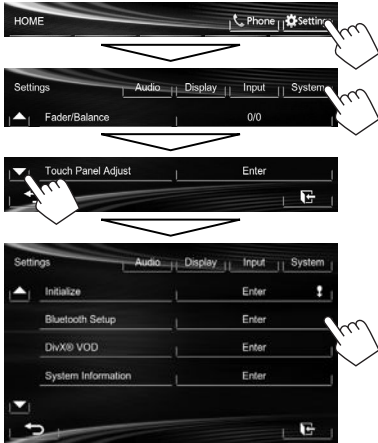 HOME Phone Settings
Settings Audio Display Input System
Fader/Balance 0/0
Touch Panel Adjust Enter
Settings Audio Display Input System
Initialize Enter
Bluetooth Setup Enter
DivX® VOD Enter
System Information Enter